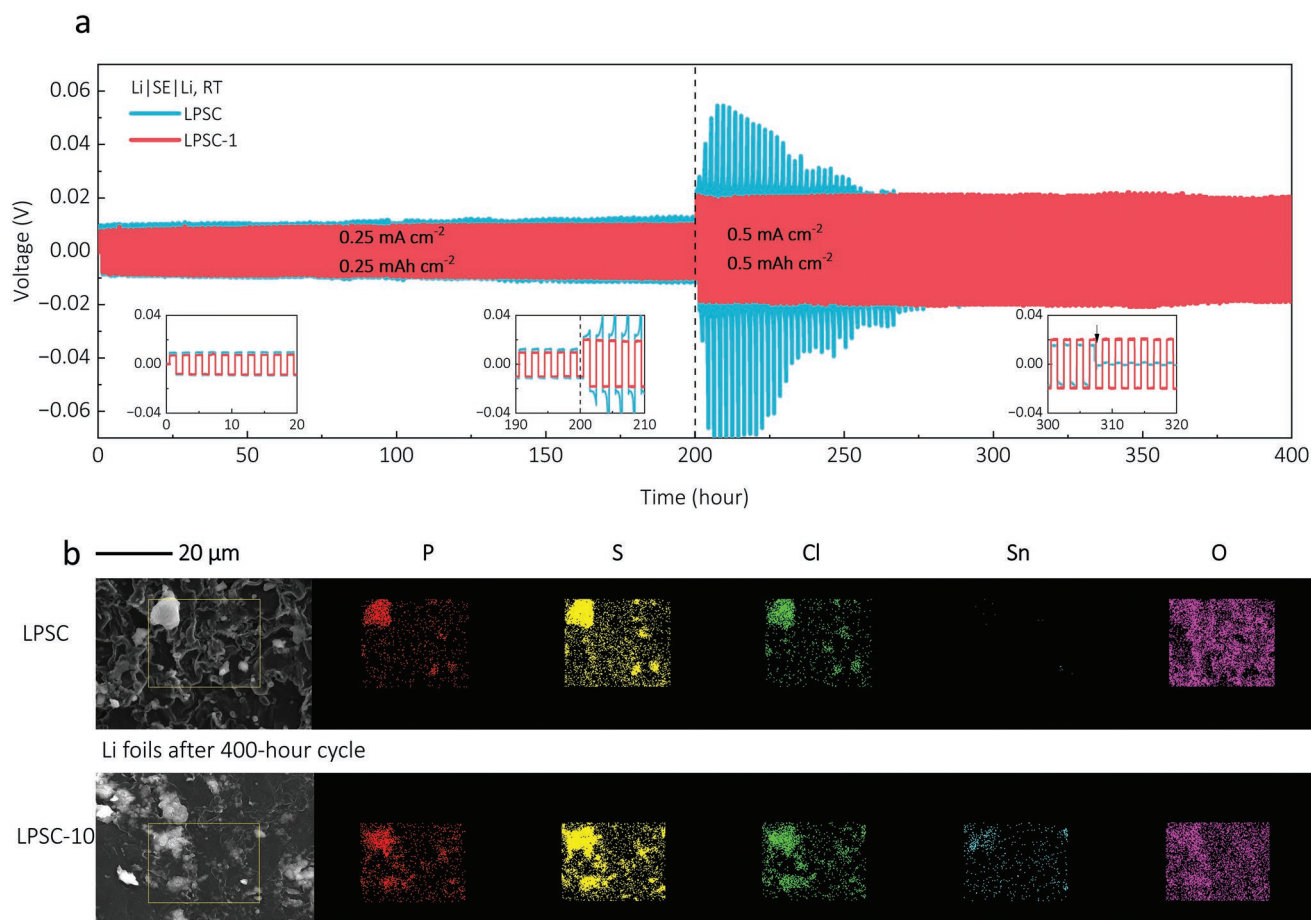 a
Li|SE|Li, RT
LPSC
LPSC-1
0.06
0.04
0.02
0.00
−0.02
−0.04
−0.06
Voltage (V)
0.25 mA cm⁻²
0.25 mAh cm⁻²
0.5 mA cm⁻²
0.5 mAh cm⁻²
0.04
0.00
−0.04
0 10 20
0.04
0.00
−0.04
190 200 210
0.04
0.00
−0.04
300 310 320
0 50 100 150 200 250 300 350 400
Time (hour)
b 20 μm P S Cl Sn O
LPSC
Li foils after 400-hour cycle
LPSC-10